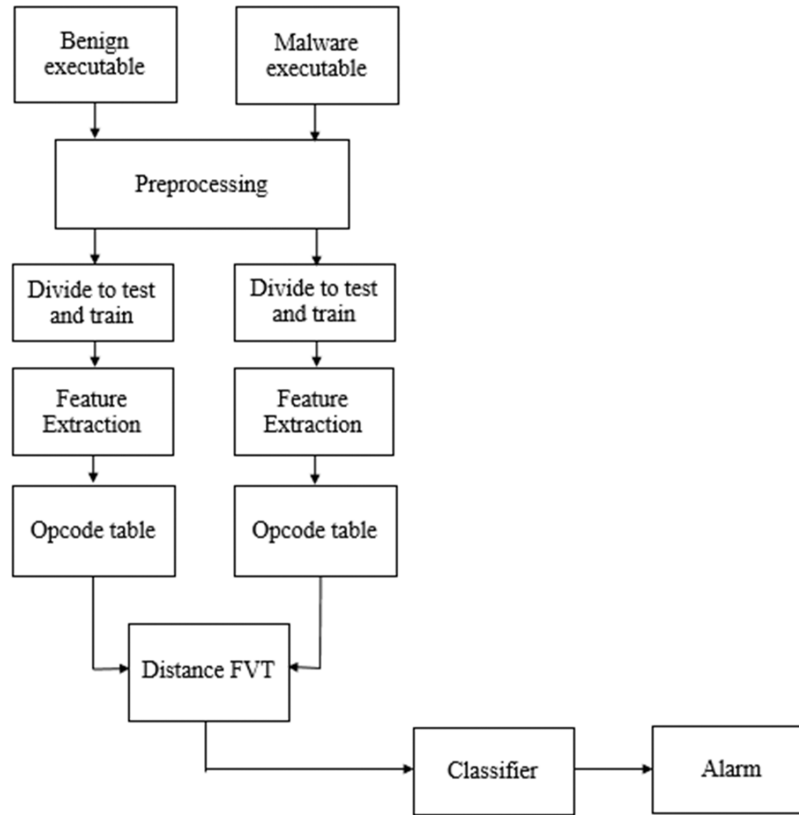 Benign
executable
Malware
executable
Preprocessing
Divide to test
and train
Divide to test
and train
Feature
Extraction
Feature
Extraction
Opcode table
Opcode table
Distance FVT
Classifier
Alarm